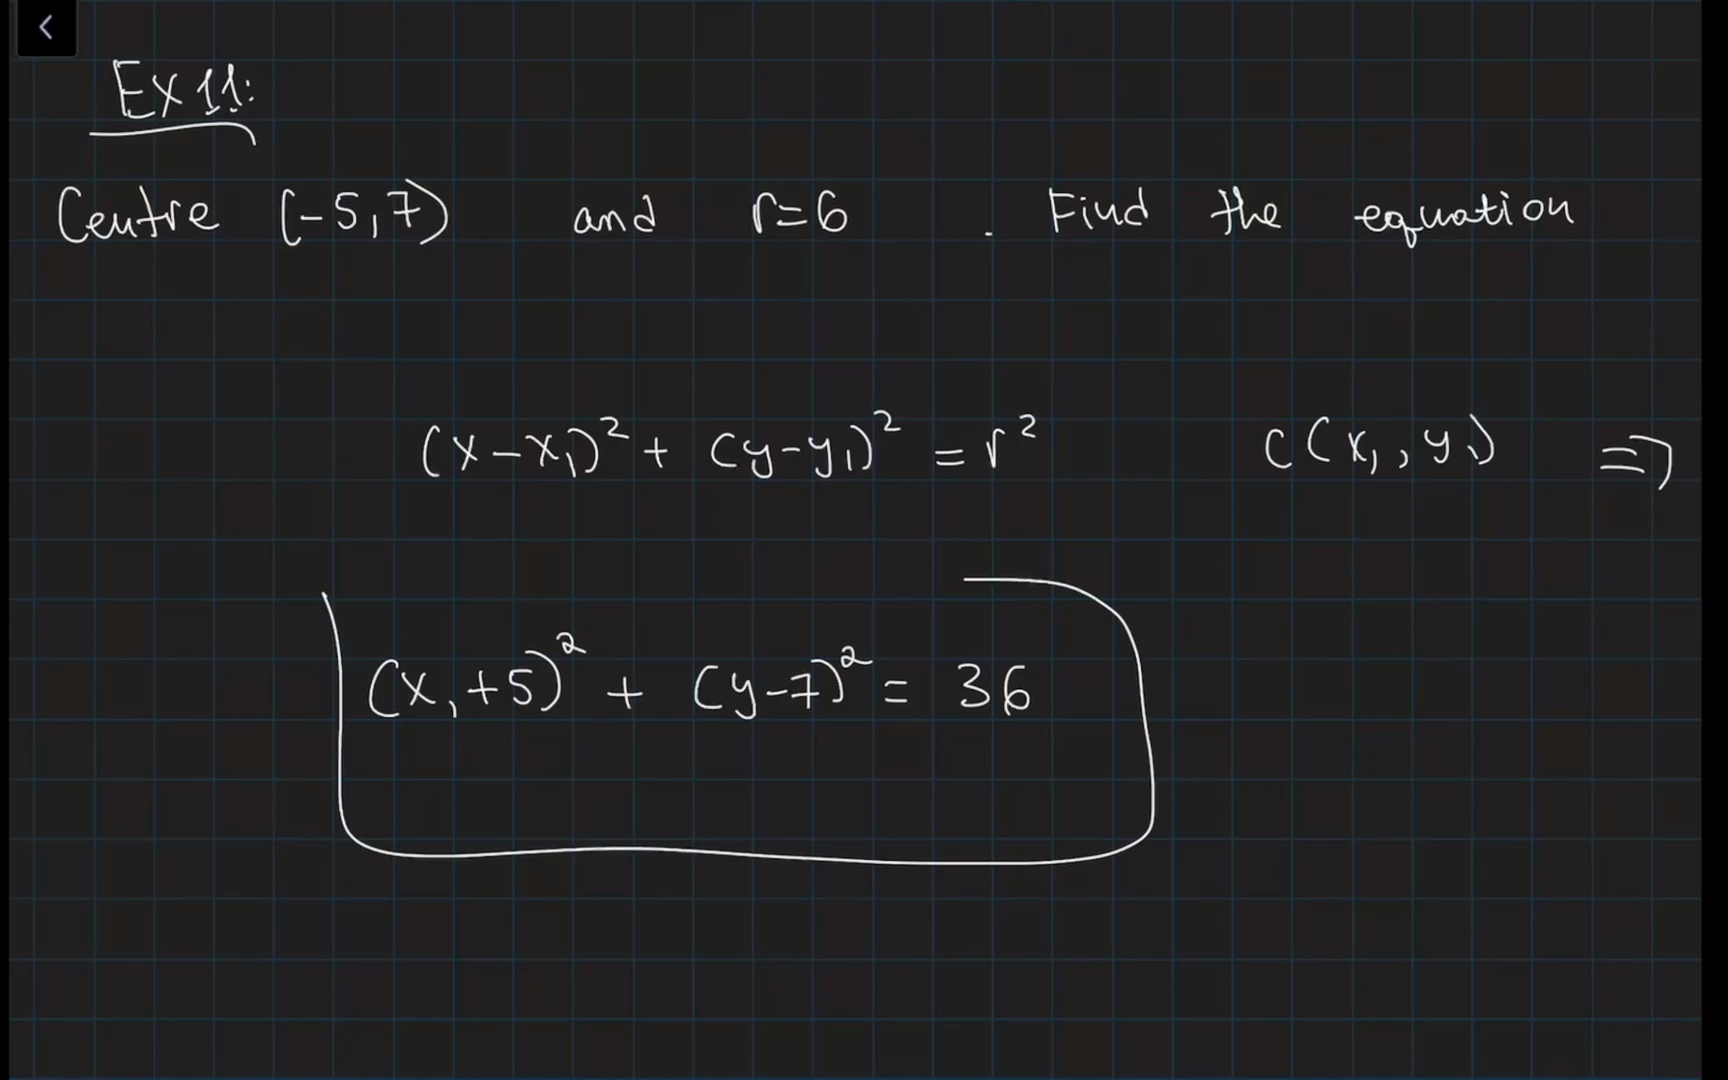 Ex 11:
Centre (-5,7) and r=6 . Find the equation
(x-x₁)² + (y-y₁)² = r² C(x₁,y₁) =>
(x₁+5)² + (y-7)² = 36